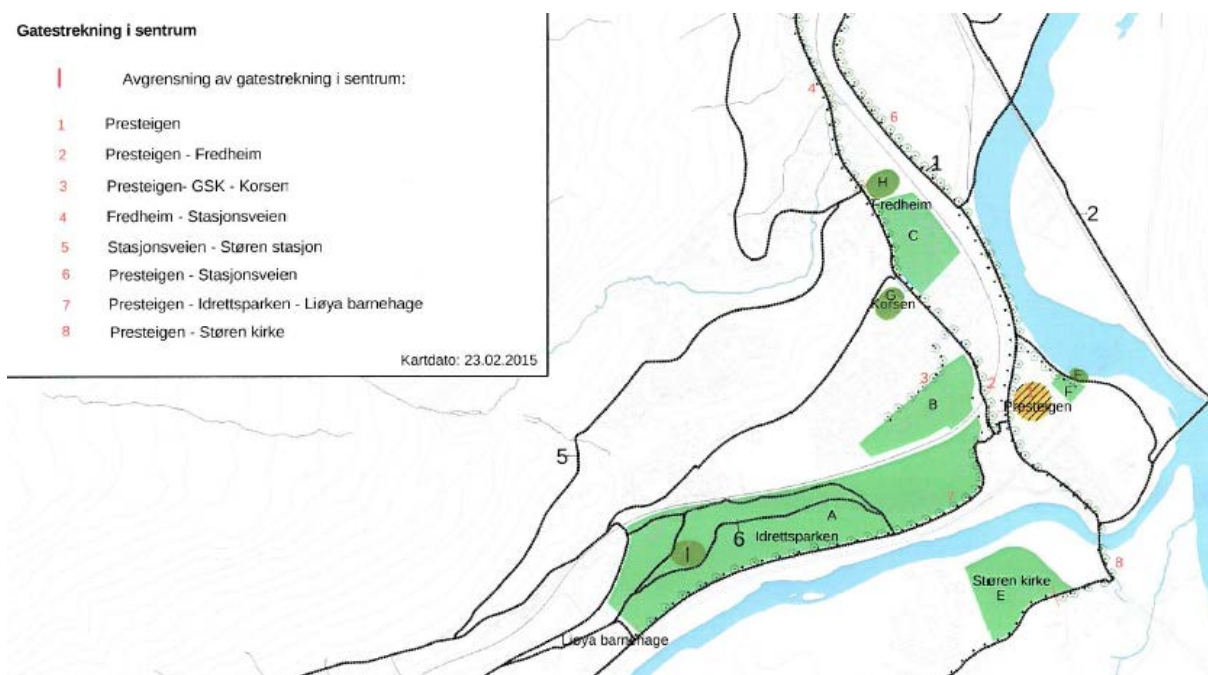 Gatestrekning i sentrum
Avgrensning av gatestrekning i sentrum:
1 Presteigen
2 Presteigen - Fredheim
3 Presteigen- GSK - Korsen
4 Fredheim - Stasjonsveien
5 Stasjonsveien - Støren stasjon
6 Presteigen - Stasjonsveien
7 Presteigen - Idrettsparken - Liøya barnehage
8 Presteigen - Støren kirke
Kartdato: 23.02.2015
4
6
1
H
Fredheim
2
C
G
Korsen
3
2
B
F
Presteigen
5
7
A
6
Idrettsparken
I
8
Støren kirke
E
Liøya barnehage